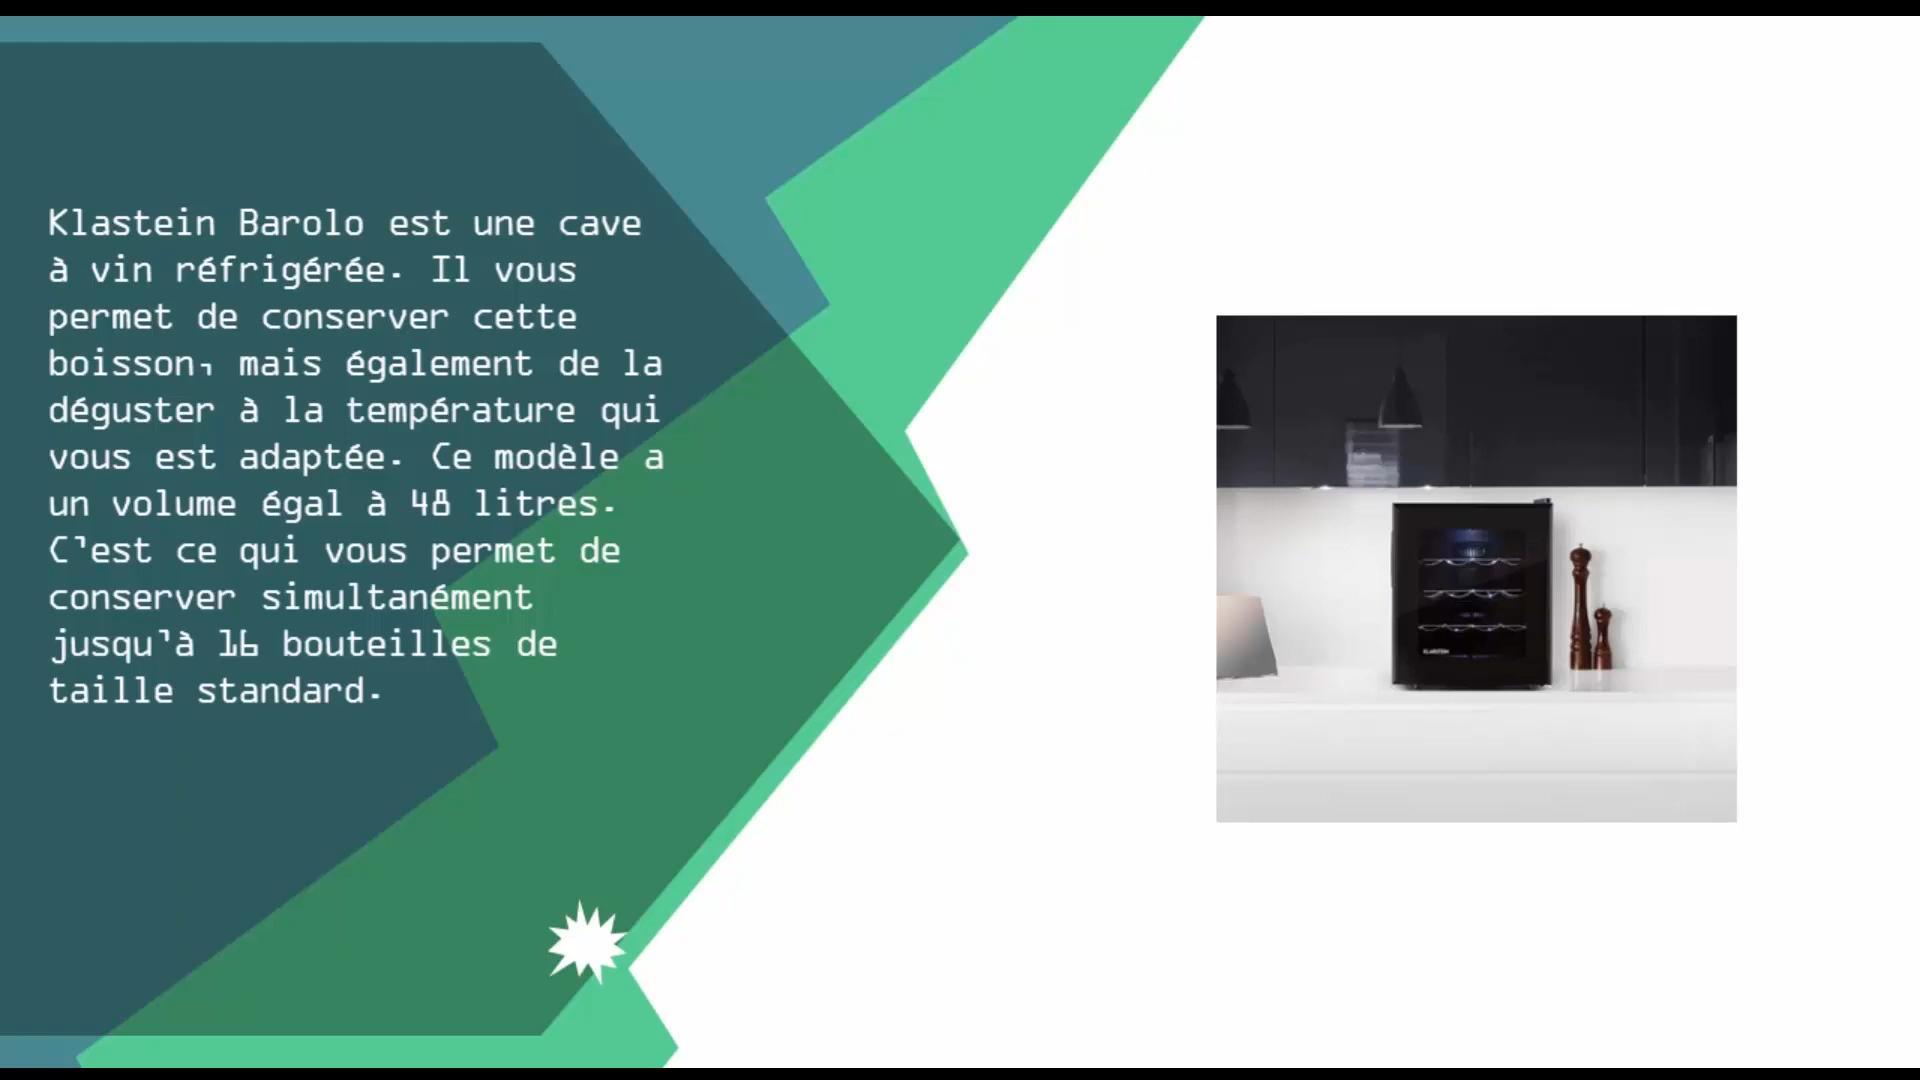 Klastein Barolo est une cave
à vin réfrigérée. Il vous
permet de conserver cette
boisson, mais également de la
déguster à la température qui
vous est adaptée. Ce modèle a
un volume égal à 48 litres.
C'est ce qui vous permet de
conserver simultanément
jusqu'à 16 bouteilles de
taille standard.
KLARSTEIN